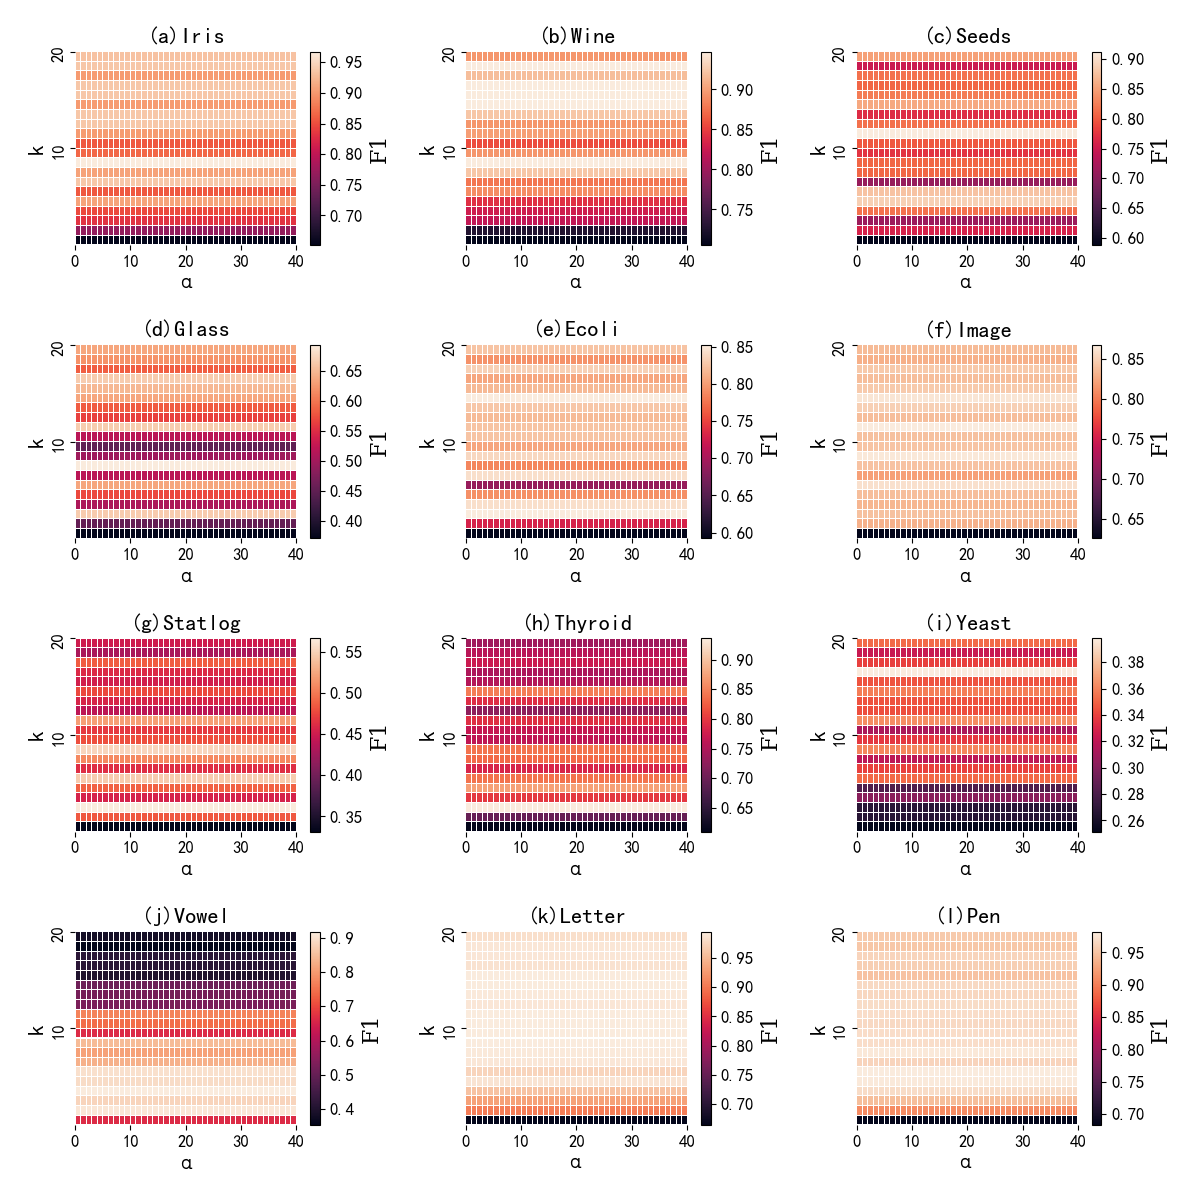 (a)Iris
20
10
k
0 10 20 30 40
α
0.95
0.90
0.85
0.80
0.75
0.70
F1
(b)Wine
20
10
k
0 10 20 30 40
α
0.90
0.85
0.80
0.75
F1
(c)Seeds
20
10
k
0 10 20 30 40
α
0.90
0.85
0.80
0.75
0.70
0.65
0.60
F1
(d)Glass
20
10
k
0 10 20 30 40
α
0.65
0.60
0.55
0.50
0.45
0.40
F1
(e)Ecoli
20
10
k
0 10 20 30 40
α
0.85
0.80
0.75
0.70
0.65
0.60
F1
(f)Image
20
10
k
0 10 20 30 40
α
0.85
0.80
0.75
0.70
0.65
F1
(g)Statlog
20
10
k
0 10 20 30 40
α
0.55
0.50
0.45
0.40
0.35
F1
(h)Thyroid
20
10
k
0 10 20 30 40
α
0.90
0.85
0.80
0.75
0.70
0.65
F1
(i)Yeast
20
10
k
0 10 20 30 40
α
0.38
0.36
0.34
0.32
0.30
0.28
0.26
F1
(j)Vowel
20
10
k
0 10 20 30 40
α
0.9
0.8
0.7
0.6
0.5
0.4
F1
(k)Letter
20
10
k
0 10 20 30 40
α
0.95
0.90
0.85
0.80
0.75
0.70
F1
(l)Pen
20
10
k
0 10 20 30 40
α
0.95
0.90
0.85
0.80
0.75
0.70
F1